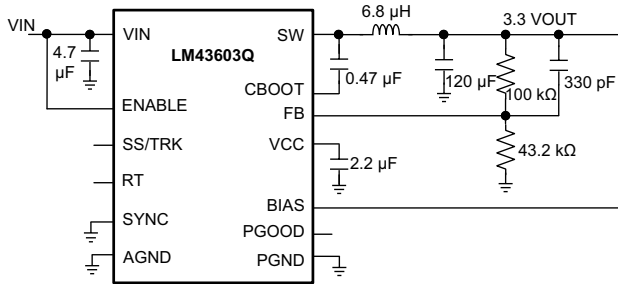 VIN
4.7
µF
VIN
LM43603Q
SW
6.8 µH
3.3 VOUT
0.47 µF
CBOOT
120 µF
100 kΩ
330 pF
ENABLE
FB
SS/TRK
VCC
2.2 µF
43.2 kΩ
RT
SYNC
BIAS
PGOOD
AGND
PGND